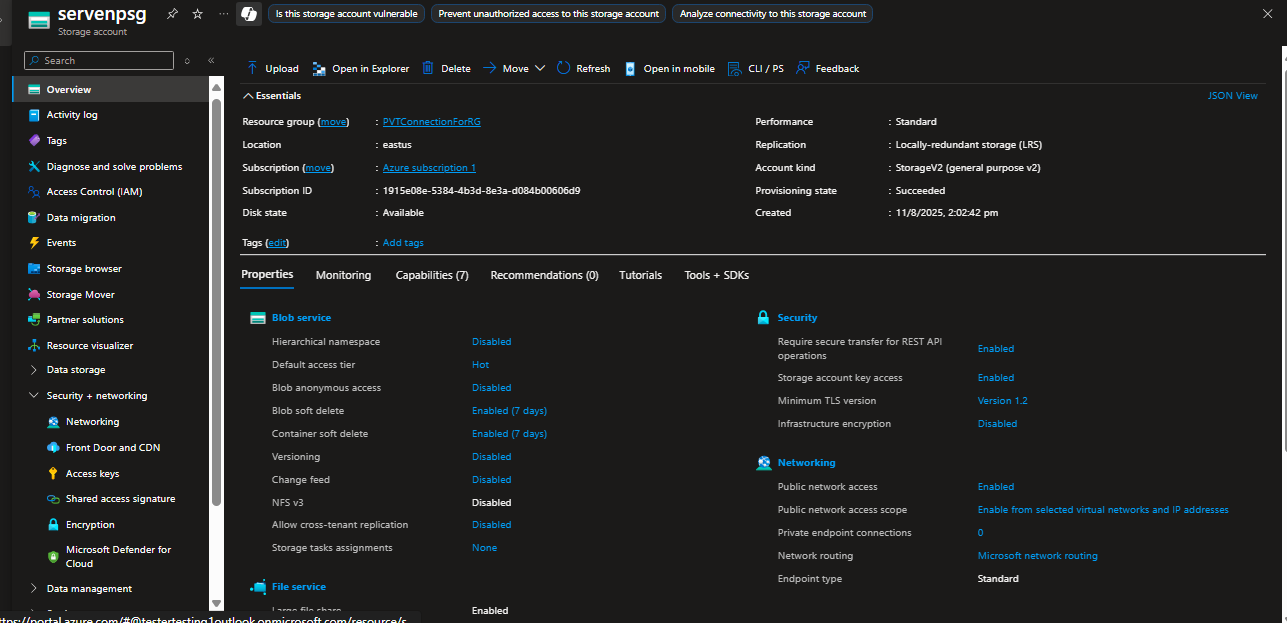 servenpsg
Storage account
Is this storage account vulnerable
Prevent unauthorized access to this storage account
Analyze connectivity to this storage account
Search
Overview
Activity log
Tags
Diagnose and solve problems
Access Control (IAM)
Data migration
Events
Storage browser
Storage Mover
Partner solutions
Resource visualizer
Data storage
Security + networking
Networking
Front Door and CDN
Access keys
Shared access signature
Encryption
Microsoft Defender for
Cloud
Data management
Upload Open in Explorer Delete Move Refresh Open in mobile CLI / PS Feedback
Essentials
JSON View
Resource group (move) : PVTConnectionForRG
Location : eastus
Subscription (move) : Azure subscription 1
Subscription ID : 1915e08e-5384-4b3d-8e3a-d084b00606d9
Disk state : Available
Tags (edit) : Add tags
Performance : Standard
Replication : Locally-redundant storage (LRS)
Account kind : StorageV2 (general purpose v2)
Provisioning state : Succeeded
Created : 11/8/2025, 2:02:42 pm
Properties Monitoring Capabilities (7) Recommendations (0) Tutorials Tools + SDKs
Blob service
Hierarchical namespace Disabled
Default access tier Hot
Blob anonymous access Disabled
Blob soft delete Enabled (7 days)
Container soft delete Enabled (7 days)
Versioning Disabled
Change feed Disabled
NFS v3 Disabled
Allow cross-tenant replication Disabled
Storage tasks assignments None
File service
Large file share Enabled
Security
Require secure transfer for REST API
operations Enabled
Storage account key access Enabled
Minimum TLS version Version 1.2
Infrastructure encryption Disabled
Networking
Public network access Enabled
Public network access scope Enable from selected virtual networks and IP addresses
Private endpoint connections 0
Network routing Microsoft network routing
Endpoint type Standard
ttps://portal.azure.com/#@testertesting1outlook.onmicrosoft.com/resource/s